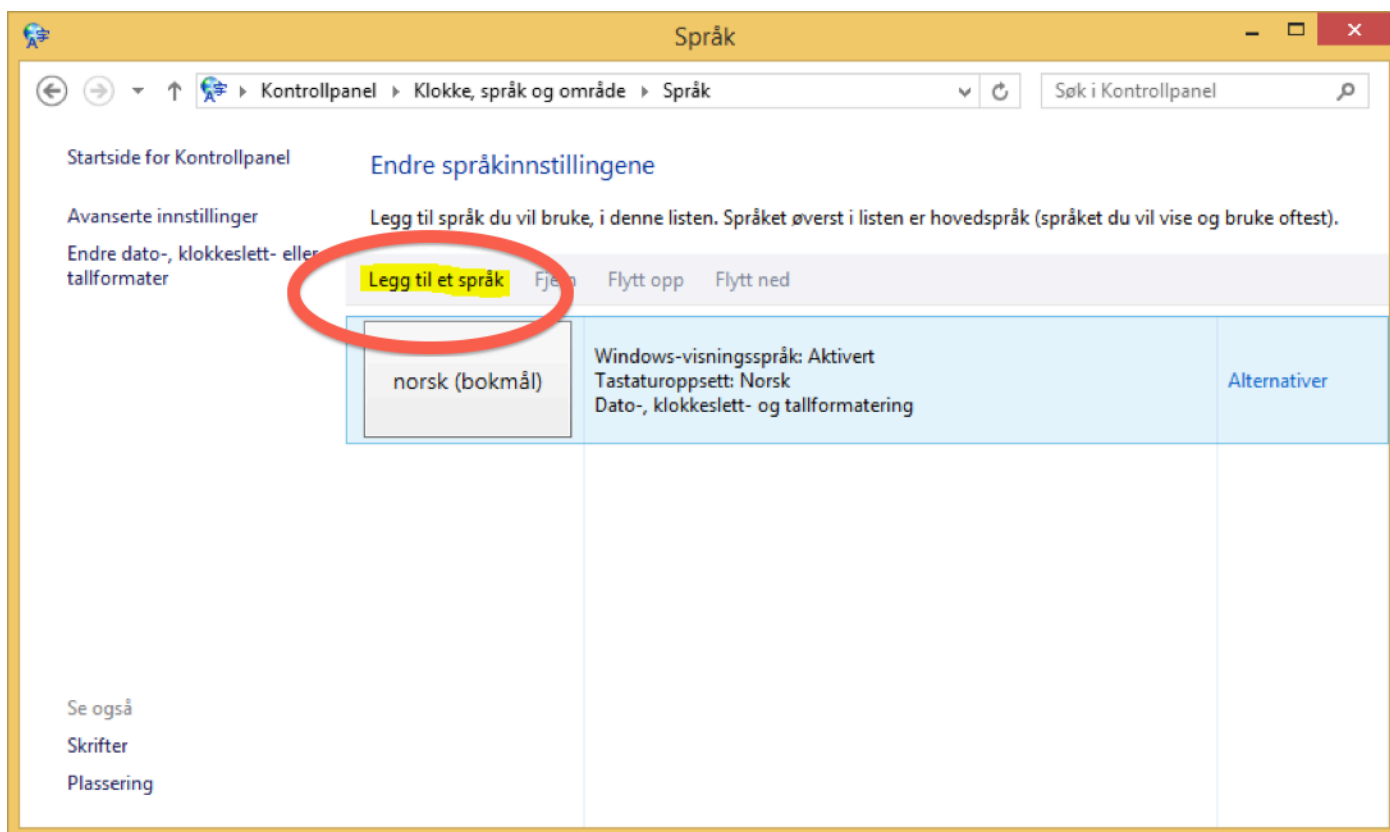 Språk
Kontrollpanel Klokke, språk og område Språk
Søk i Kontrollpanel
Startside for Kontrollpanel
Avanserte innstillinger
Endre dato-, klokkeslett- eller
tallformater
Endre språkinnstillingene
Legg til språk du vil bruke, i denne listen. Språket øverst i listen er hovedspråk (språket du vil vise og bruke oftest).
Legg til et språk Fjern Flytt opp Flytt ned
norsk (bokmål)
Windows-visningsspråk: Aktivert
Tastaturoppsett: Norsk
Dato-, klokkeslett- og tallformatering
Alternativer
Se også
Skrifter
Plassering